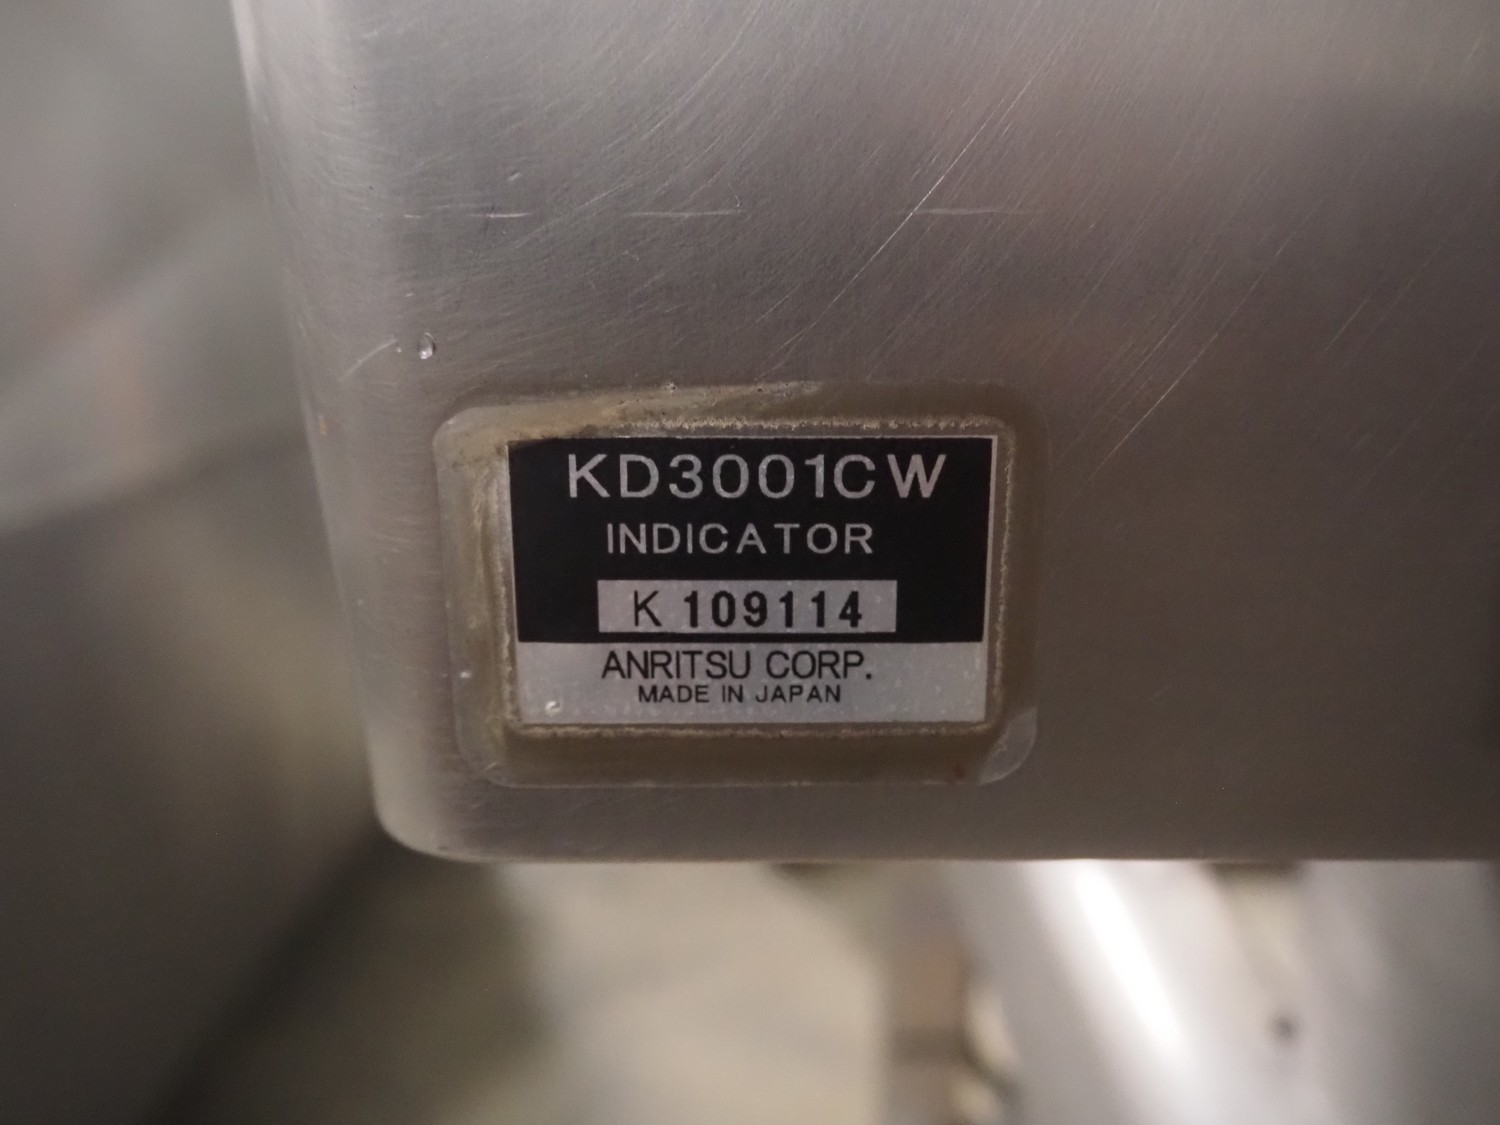 KD3001CW
INDICATOR
K 109114
ANRITSU CORP.
MADE IN JAPAN